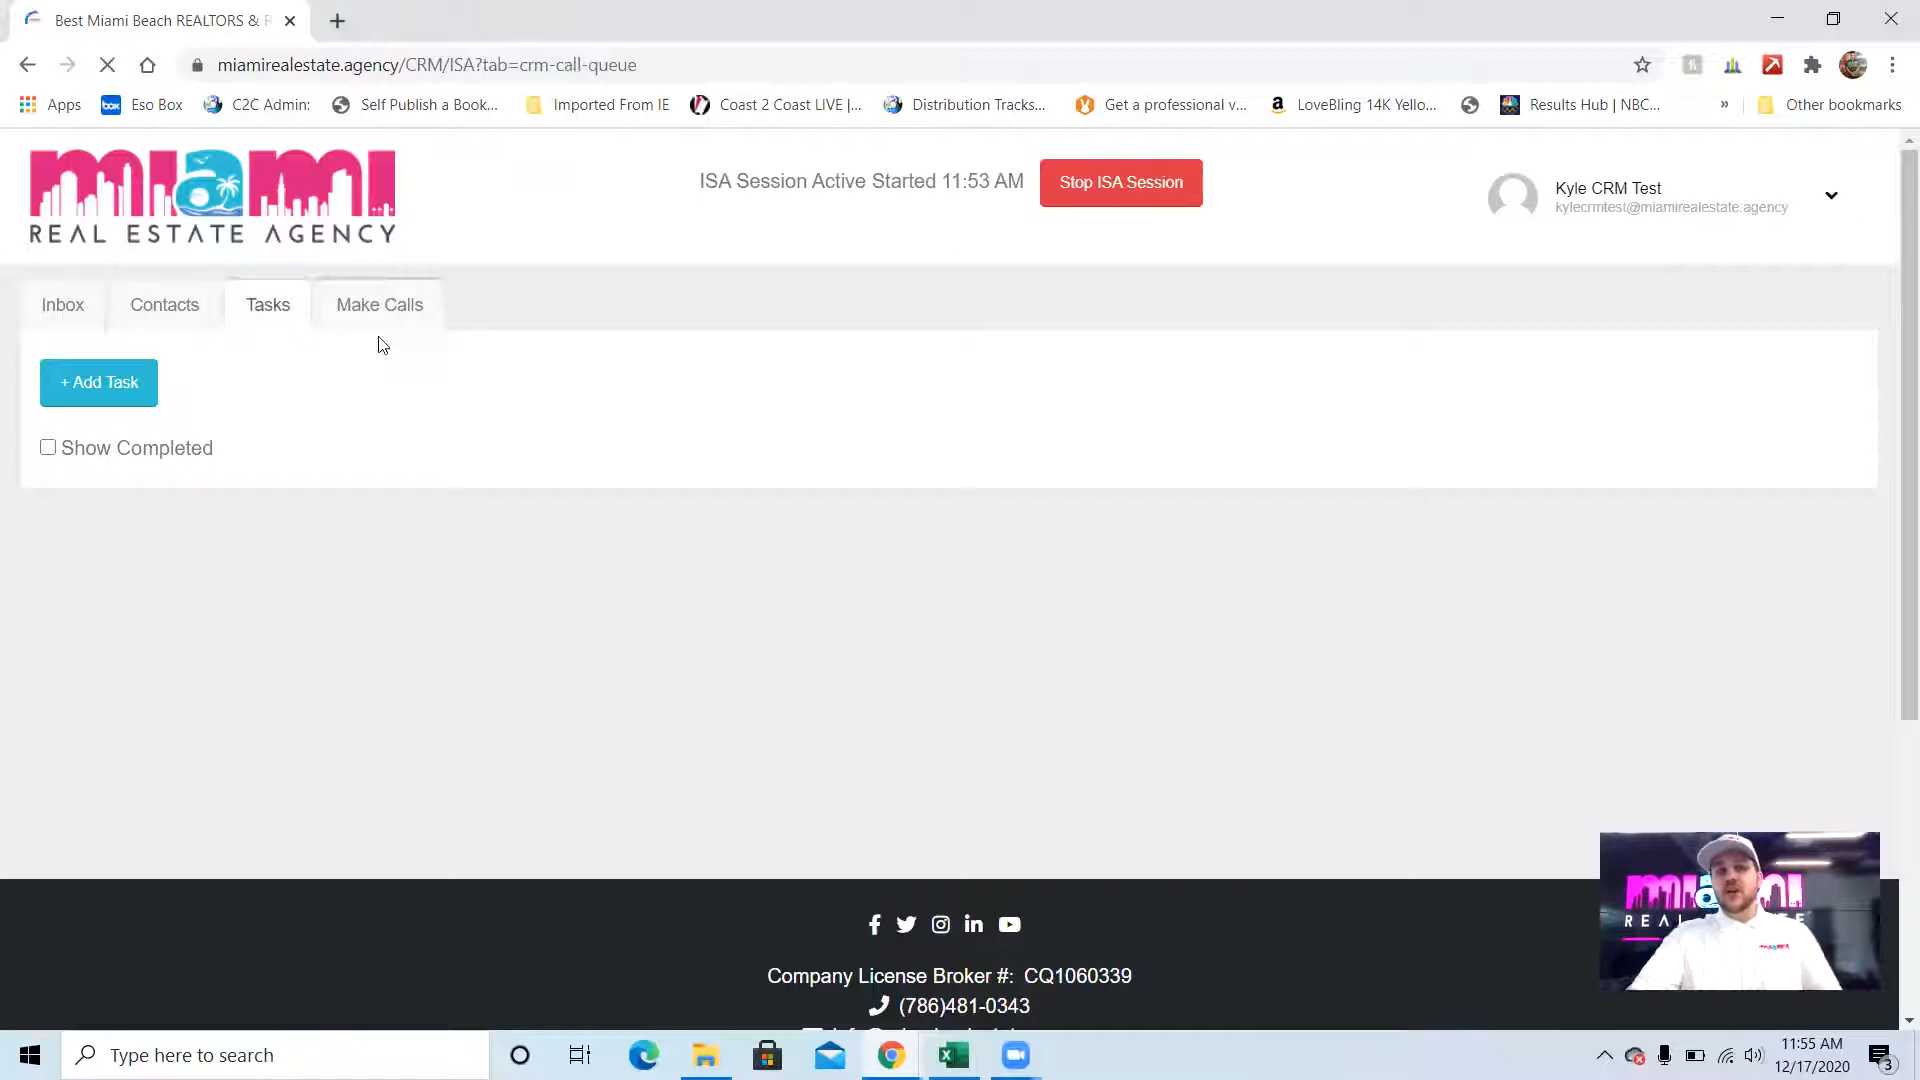 Best Miami Beach REALTORS & R
miamirealestate.agency/CRM/ISA?tab=crm-call-queue
Apps
Eso Box
C2C Admin:
Self Publish a Book...
Imported From IE
Coast 2 Coast LIVE |...
Distribution Tracks...
Get a professional v...
LoveBling 14K Yello...
Results Hub | NBC...
»
Other bookmarks
miami
REAL ESTATE AGENCY
ISA Session Active Started 11:53 AM
Stop ISA Session
Kyle CRM Test
kylecrmtest@miamirealestate.agency
Inbox
Contacts
Tasks
Make Calls
+ Add Task
Show Completed
Company License Broker #: CQ1060339
(786)481-0343
Type here to search
11:55 AM
12/17/2020
3